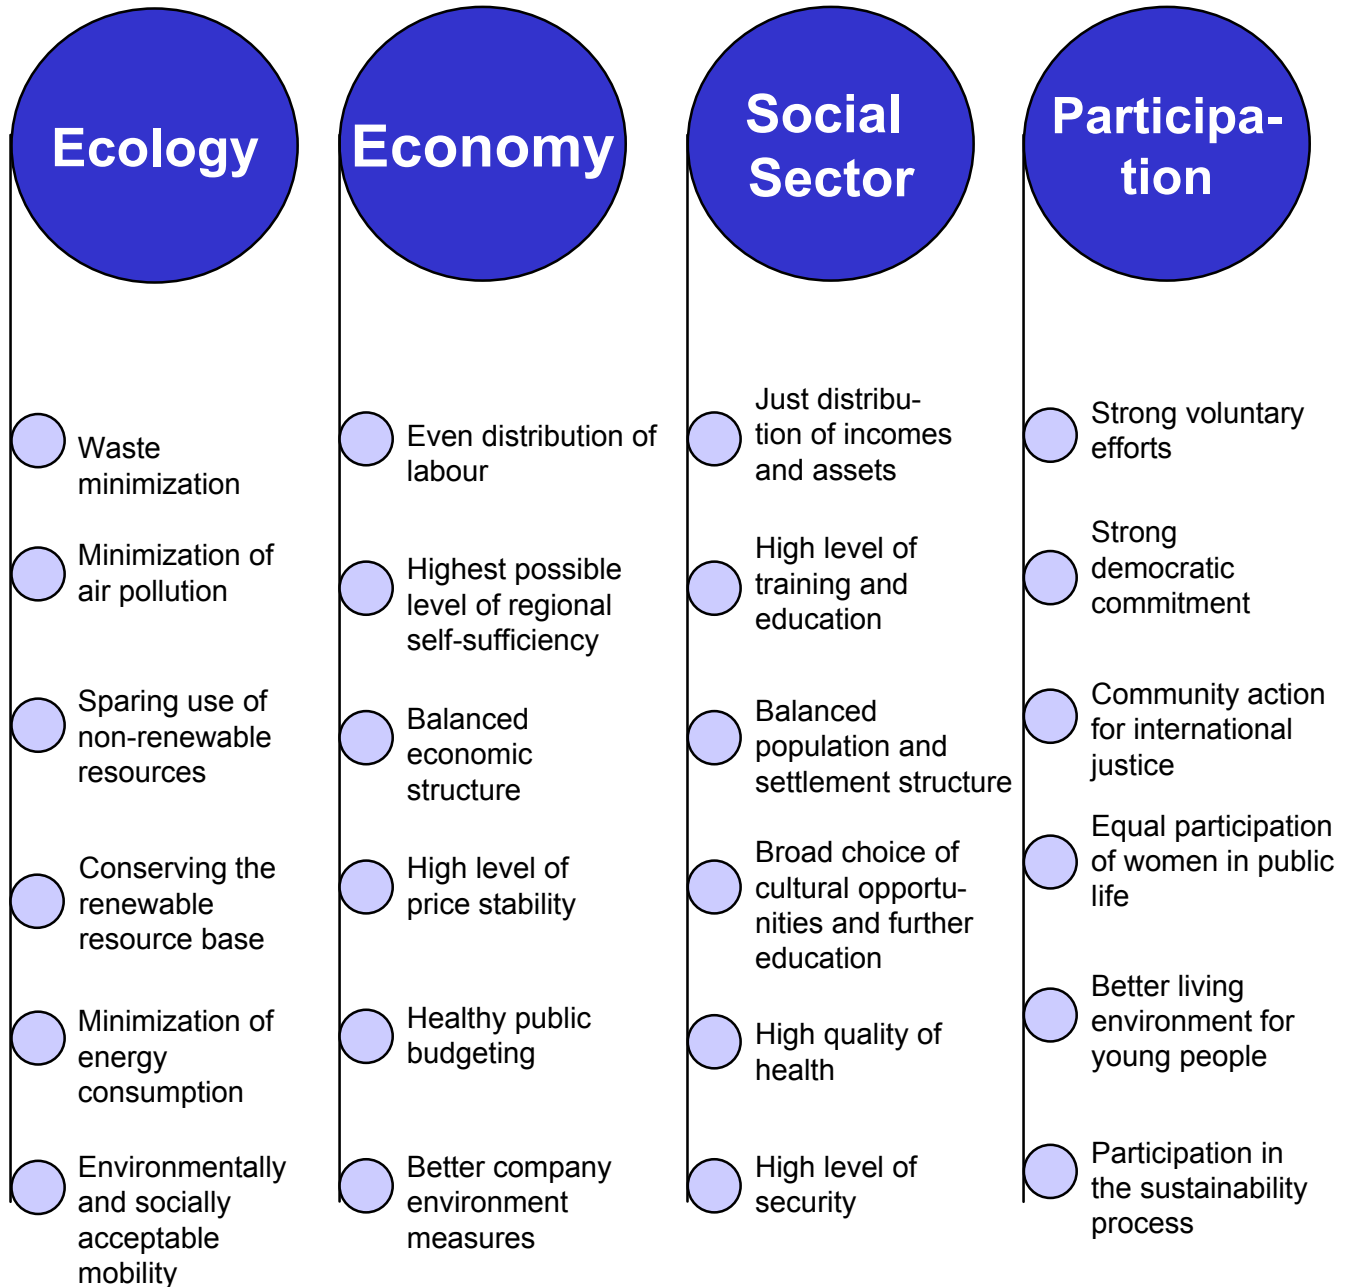 Ecology
Waste
minimization
Minimization of
air pollution
Sparing use of
non-renewable
resources
Conserving the
renewable
resource base
Minimization of
energy
consumption
Environmentally
and socially
acceptable
mobility
Economy
Even distribution of
labour
Highest possible
level of regional
self-sufficiency
Balanced
economic
structure
High level of
price stability
Healthy public
budgeting
Better company
environment
measures
Social
Sector
Just distribu-
tion of incomes
and assets
High level of
training and
education
Balanced
population and
settlement structure
Broad choice of
cultural opportu-
nities and further
education
High quality of
health
High level of
security
Participa-
tion
Strong voluntary
efforts
Strong
democratic
commitment
Community action
for international
justice
Equal participation
of women in public
life
Better living
environment for
young people
Participation in
the sustainability
process